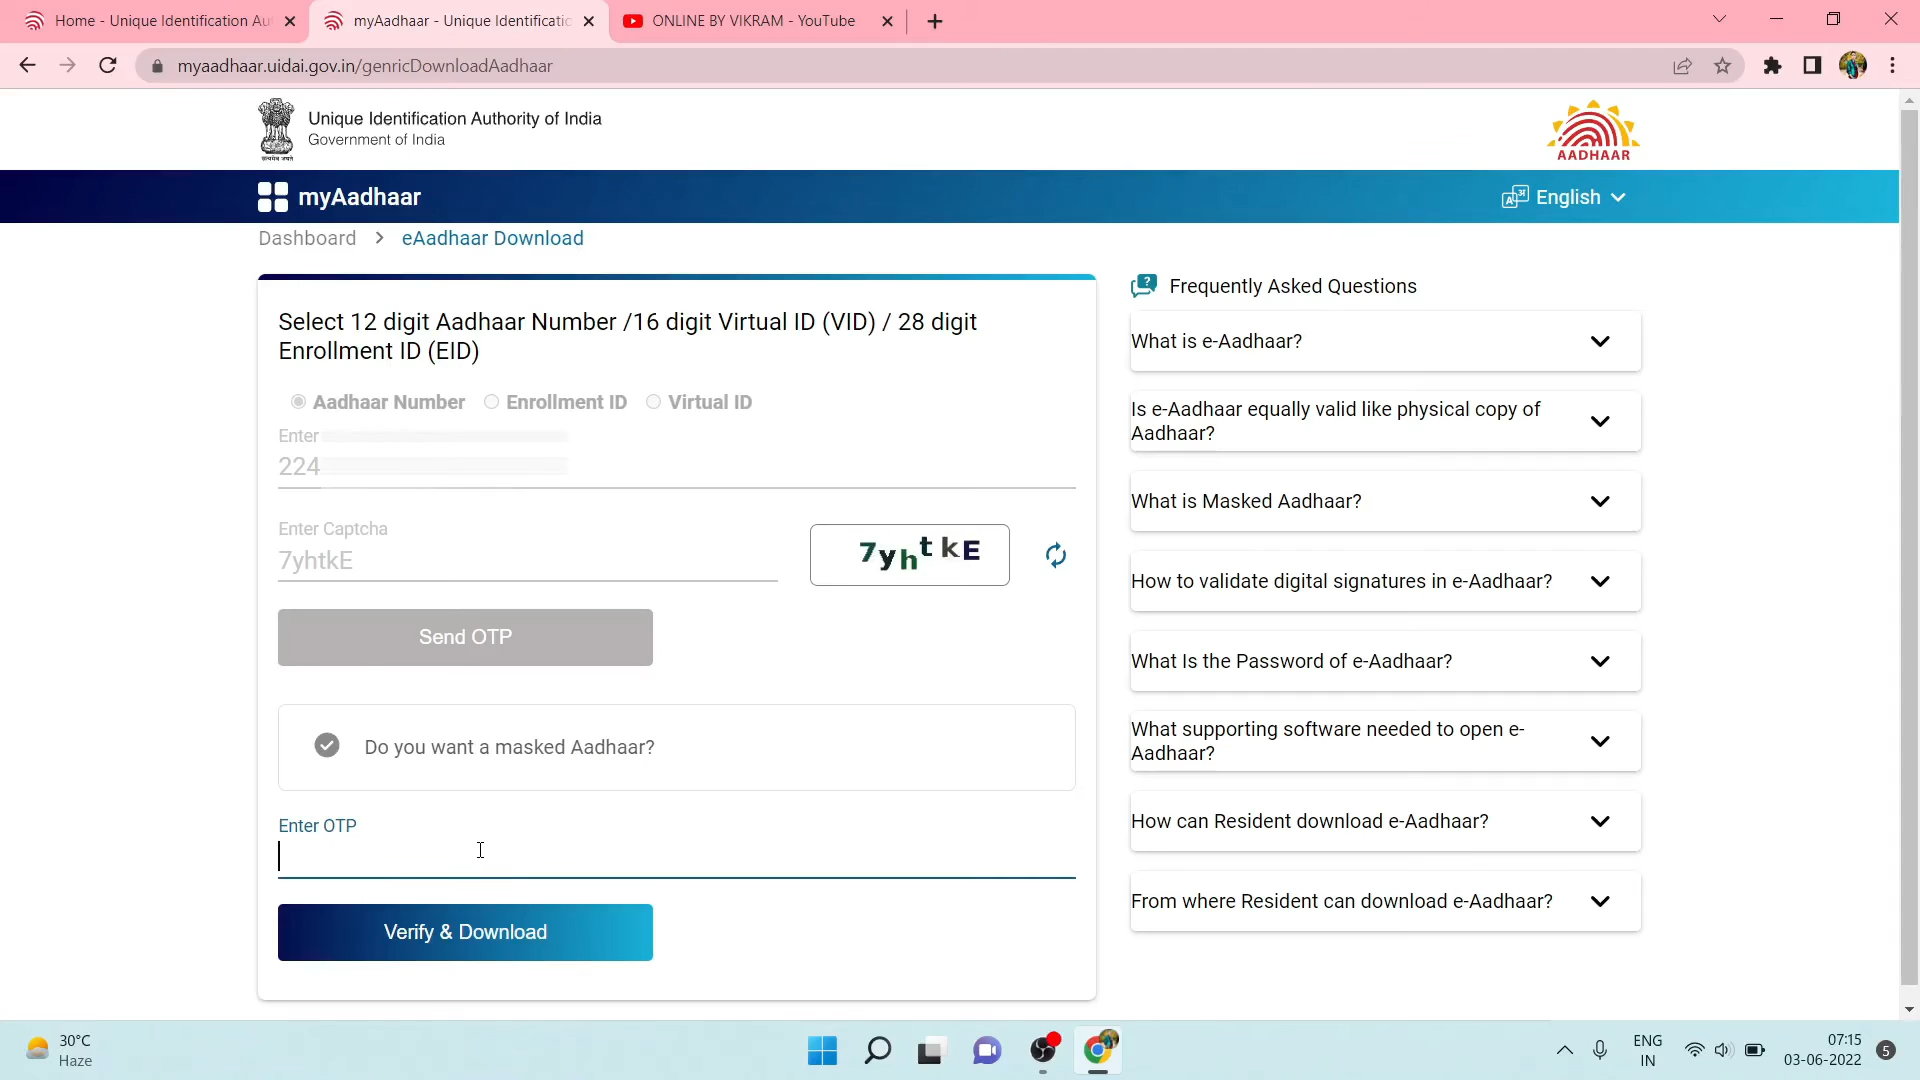 Home - Unique Identification Au
myAadhaar - Unique Identificatic
ONLINE BY VIKRAM - YouTube
myaadhaar.uidai.gov.in/genricDownloadAadhaar
सत्यमेव जयते
Unique Identification Authority of India
Government of India
AADHAAR
myAadhaar
English
Dashboard > eAadhaar Download
Select 12 digit Aadhaar Number /16 digit Virtual ID (VID) / 28 digit
Enrollment ID (EID)
Aadhaar Number Enrollment ID Virtual ID
Enter
224
Enter Captcha
7yhtkE
7yhtkE
Send OTP
Do you want a masked Aadhaar?
Enter OTP
Verify & Download
Frequently Asked Questions
What is e-Aadhaar?
Is e-Aadhaar equally valid like physical copy of
Aadhaar?
What is Masked Aadhaar?
How to validate digital signatures in e-Aadhaar?
What Is the Password of e-Aadhaar?
What supporting software needed to open e-
Aadhaar?
How can Resident download e-Aadhaar?
From where Resident can download e-Aadhaar?
30°C
Haze
ENG
IN
07:15
03-06-2022
5